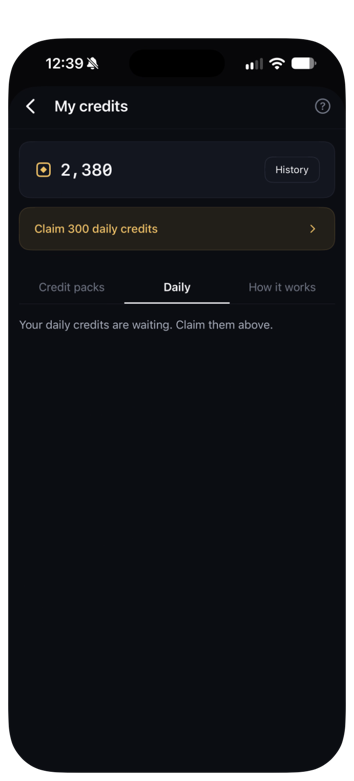 12:39
My credits
?
2,380
History
Claim 300 daily credits
Credit packs
Daily
How it works
Your daily credits are waiting. Claim them above.